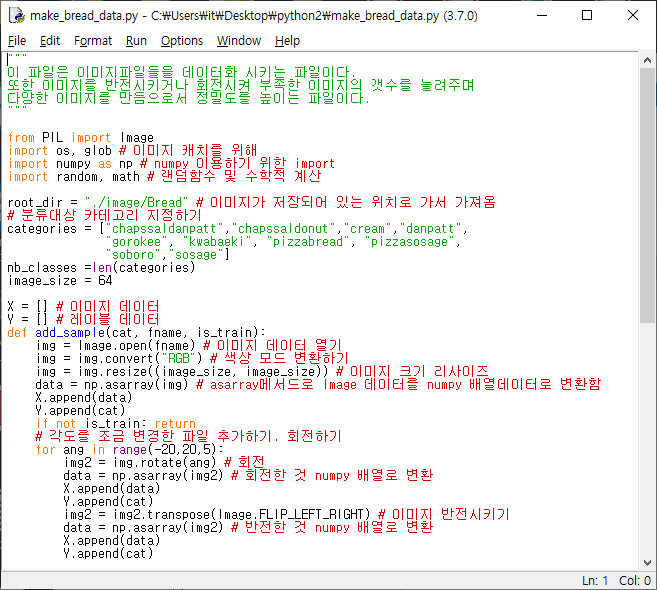 make_bread_data.py - C:₩Users₩it₩Desktop₩python2₩make_bread_data.py (3.7.0)
File Edit Format Run Options Window Help
"""
이 파일은 이미지파일들을 데이터화 시키는 파일이다.
또한 이미지를 반전시키거나 회전시켜 부족한 이미지의 갯수를 늘려주며
다양한 이미지를 만듬으로서 정밀도를 높이는 파일이다.
"""
from PIL import Image
import os, glob # 이미지 캐치를 위해
import numpy as np # numpy 이용하기 위함 import
import random, math # 랜덤함수 및 수학적 계산
root_dir = "./image/Bread" # 이미지가 저장되어 있는 위치로 가서 가져옴
# 분류대상 카테고리 지정하기
categories = ["chapssaldanpatt","chapssaldonut","cream","danpatt",
"gorokee", "kwabaeki", "pizzabread", "pizzasosage",
"soboro","sosage"]
nb_classes =len(categories)
image_size = 64
X = [] # 이미지 데이터
Y = [] # 레이블 데이터
def add_sample(cat, fname, is_train):
img = Image.open(fname) # 이미지 데이터 열기
img = img.convert("RGB") # 색상 모드 변환하기
img = img.resize((image_size, image_size)) # 이미지 크기 리사이즈
data = np.asarray(img) # asarray메서드로 Image 데이터를 numpy 배열데이터로 변환함
X.append(data)
Y.append(cat)
if not is_train: return
# 각도를 조금 변경한 파일 추가하기. 회전하기
for ang in range(-20,20,5):
img2 = img.rotate(ang) # 회전
data = np.asarray(img2) # 회전한 것 numpy 배열로 변환
X.append(data)
Y.append(cat)
img2 = img2.transpose(Image.FLIP_LEFT_RIGHT) # 이미지 반전시키기
data = np.asarray(img2) # 반전한 것 numpy 배열로 변환
X.append(data)
Y.append(cat)
Ln: 1 Col: 0